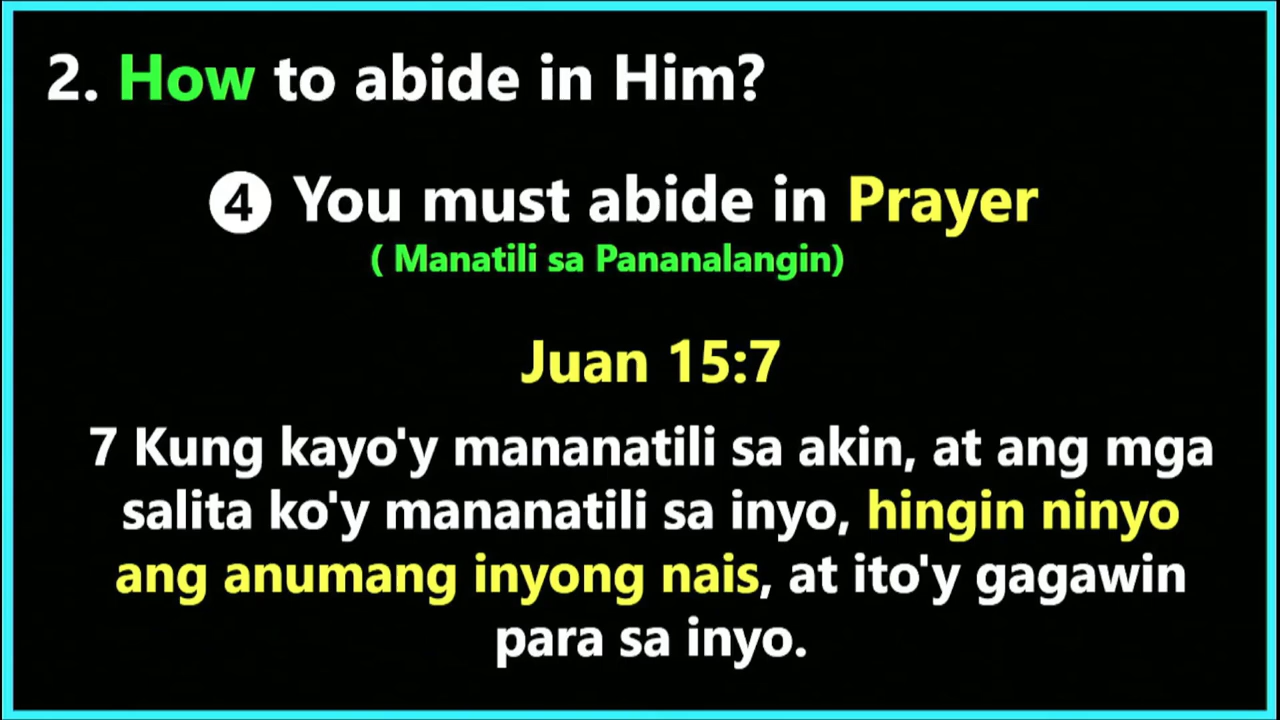 2. How to abide in Him?
❹ You must abide in Prayer
( Manatili sa Pananalangin)
Juan 15:7
7 Kung kayo'y mananatili sa akin, at ang mga
salita ko'y mananatili sa inyo, hingin ninyo
ang anumang inyong nais, at ito'y gagawin
para sa inyo.